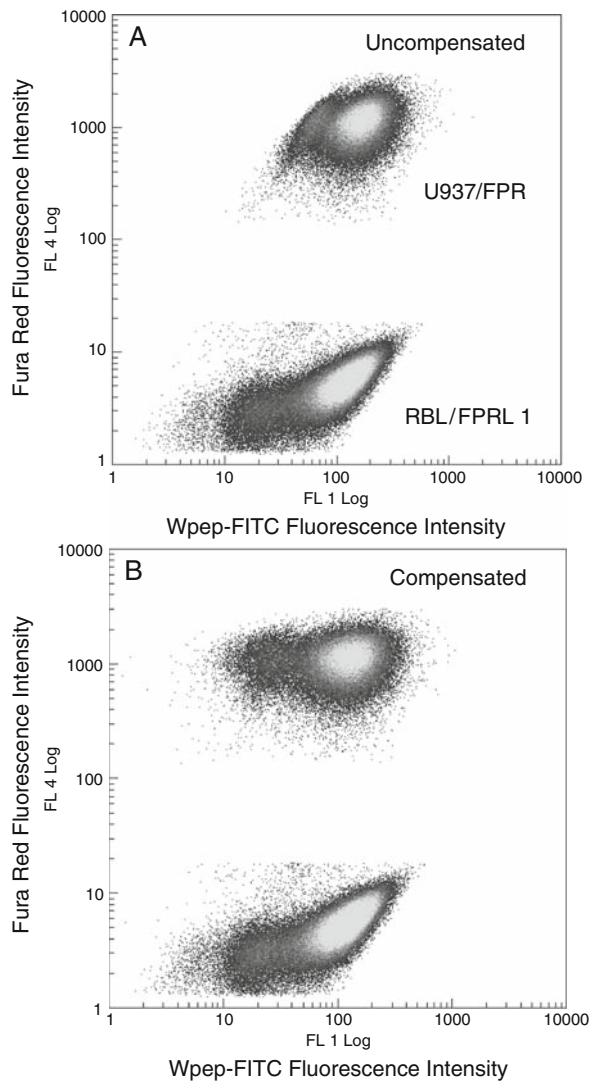 A
Uncompensated
10000
1000
100
10
1
Fura Red Fluorescence Intensity
FL 4 Log
U937/FPR
RBL/FPRL 1
1
10
100
1000
10000
FL 1 Log
Wpep-FITC Fluorescence Intensity
B
Compensated
10000
1000
100
10
1
Fura Red Fluorescence Intensity
FL 4 Log
1
10
100
1000
10000
FL 1 Log
Wpep-FITC Fluorescence Intensity